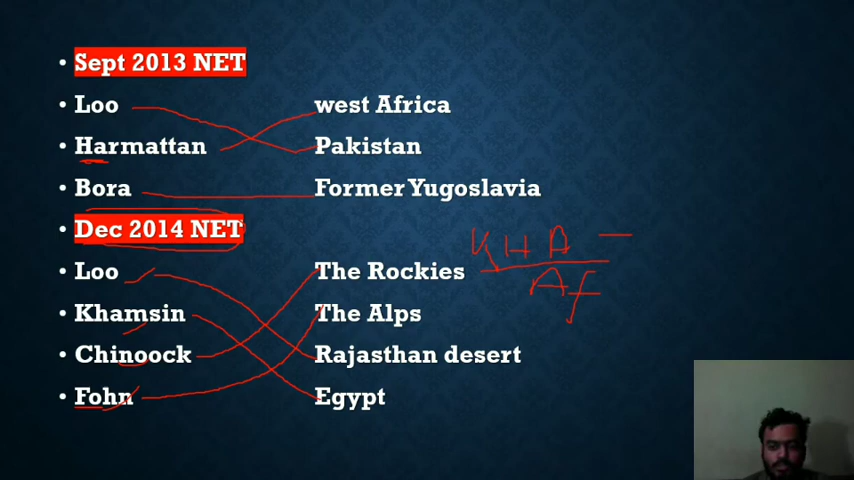 • Sept 2013 NET
• Loo west Africa
• Harmattan Pakistan
• Bora Former Yugoslavia
• Dec 2014 NET
K H A
• Loo The Rockies
Af
• Khamsin The Alps
• Chinoock Rajasthan desert
• Fohn Egypt